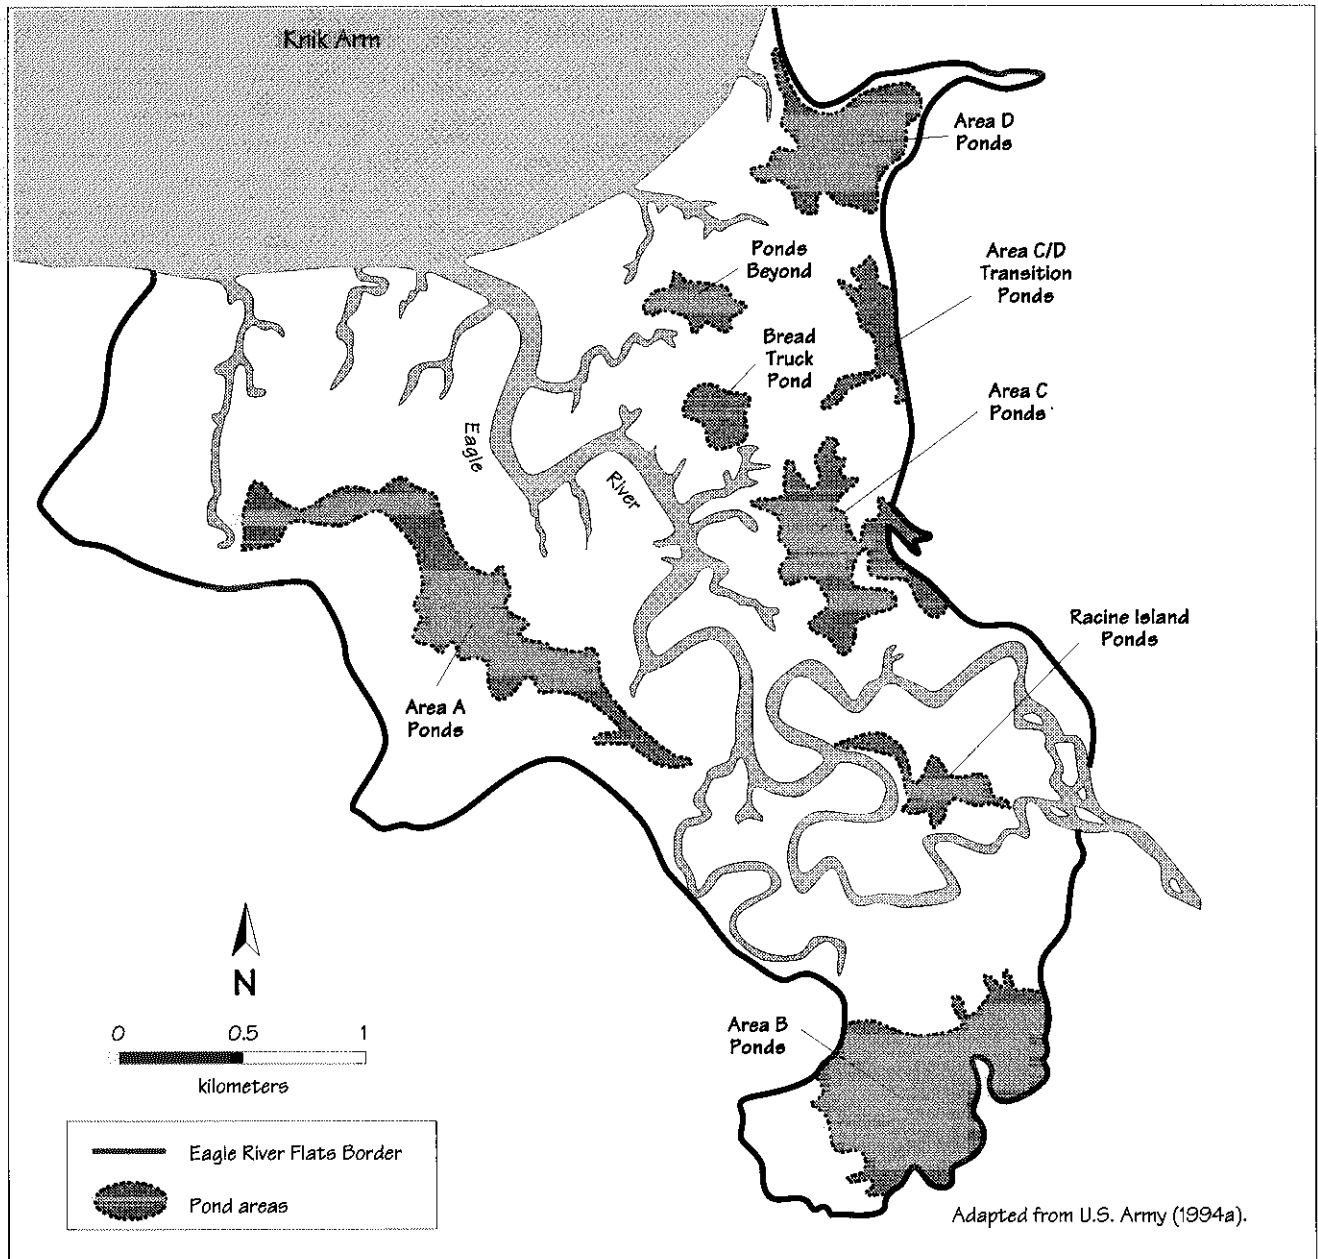 Knik Arm
Area D
Ponds
Ponds
Beyond
Area C/D
Transition
Ponds
Bread
Truck
Pond
Area C
Ponds
Eagle
River
Racine Island
Ponds
Area A
Ponds
N
0 0.5 1
kilometers
Area B
Ponds
Eagle River Flats Border
Pond areas
Adapted from U.S. Army (1994a).